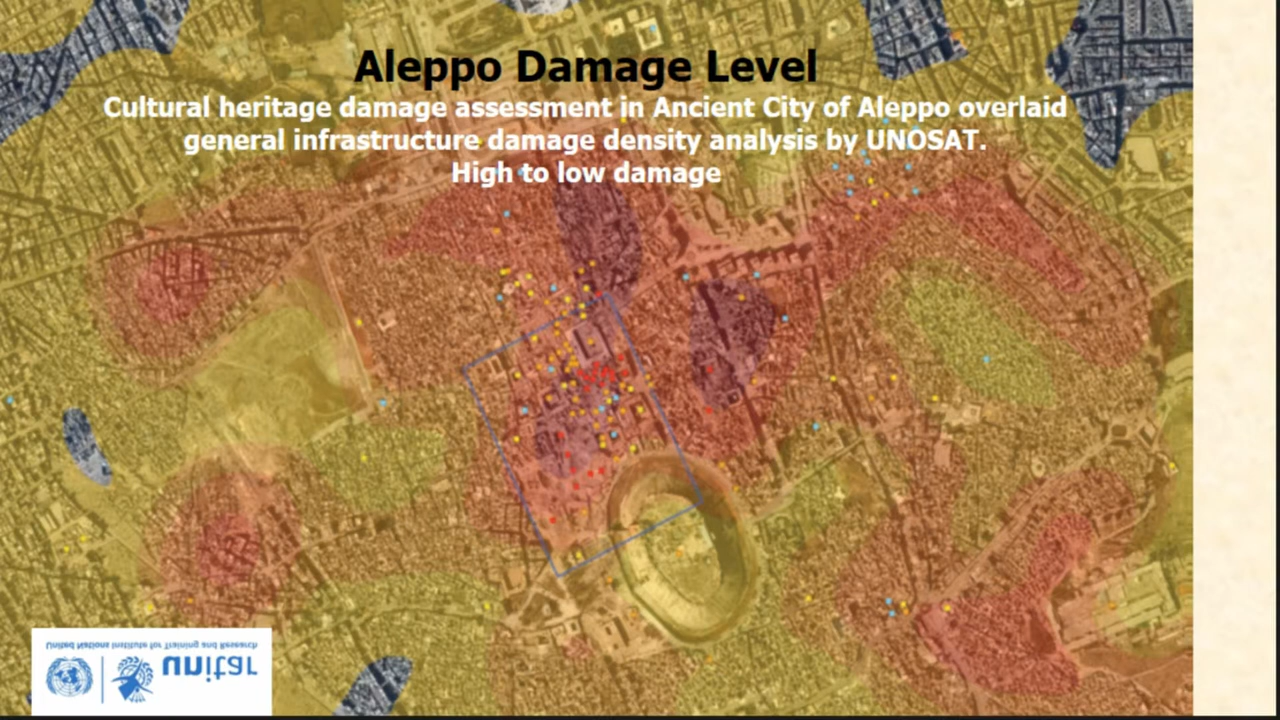 Aleppo Damage Level
Cultural heritage damage assessment in Ancient City of Aleppo overlaid
general infrastructure damage density analysis by UNOSAT.
High to low damage
United Nations Institute for Training and Research
unitar